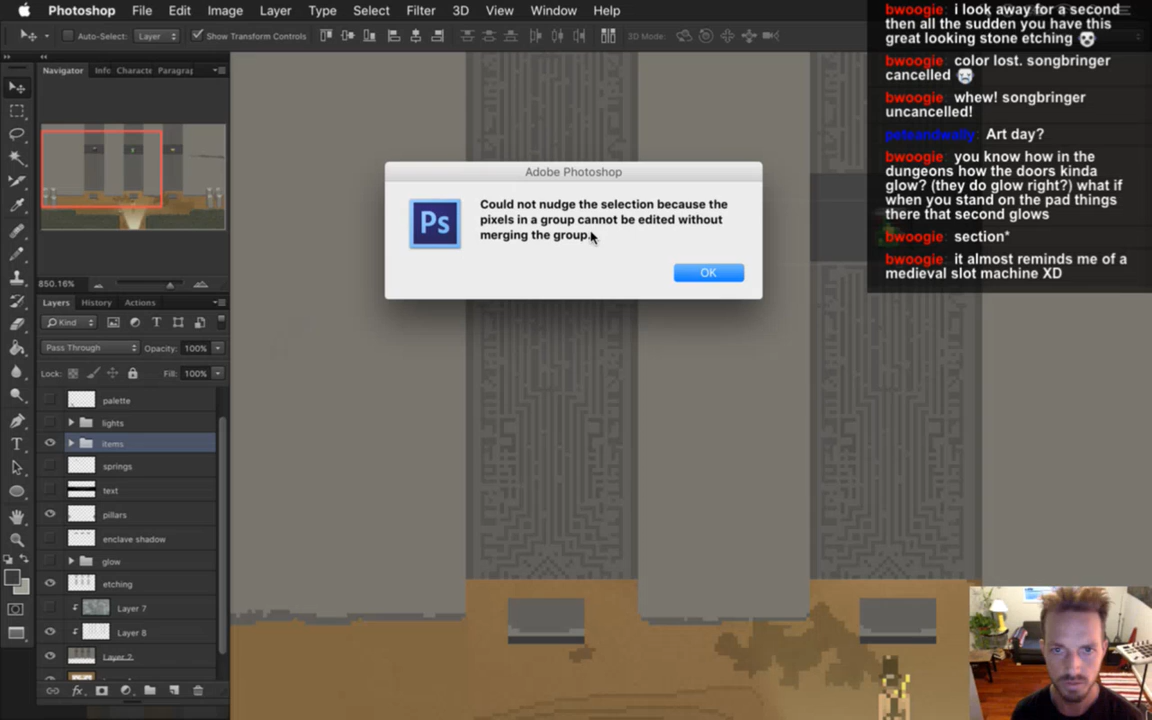 Photoshop File Edit Image Layer Type Select Filter 3D View Window Help
Auto-Select: Layer Show Transform Controls 3D Mode:
Navigator Info Characte Paragra
850.16%
Layers History Actions
Kind
Pass Through Opacity: 100%
Lock: Fill: 100%
palette
lights
items
springs
text
pillars
enclave shadow
glow
etching
Layer 7
Layer 8
Layer 2
fx
Adobe Photoshop
Ps
Could not nudge the selection because the
pixels in a group cannot be edited without
merging the group.
OK
bwoogie: i look away for a second
then all the sudden you have this
great looking stone etching
bwoogie: color lost. songbringer
cancelled
bwoogie: whew! songbringer
uncancelled!
peteandwally: Art day?
bwoogie: you know how in the
dungeons how the doors kinda
glow? (they do glow right?) what if
when you stand on the pad things
there that second glows
bwoogie: section*
bwoogie: it almost reminds me of a
medieval slot machine XD